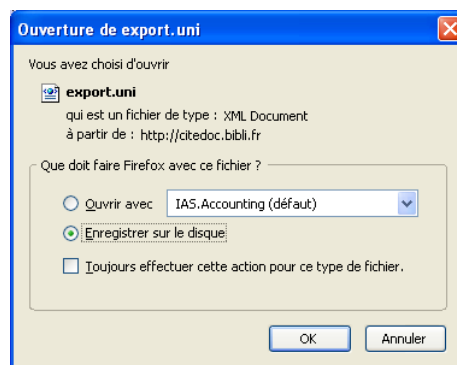 Ouverture de export.uni
Vous avez choisi d'ouvrir
export.uni
qui est un fichier de type : XML Document
à partir de : http://citedoc.bibli.fr
Que doit faire Firefox avec ce fichier ?
Ouvrir avec IAS.Accounting (défaut)
Enregistrer sur le disque
Toujours effectuer cette action pour ce type de fichier.
OK Annuler